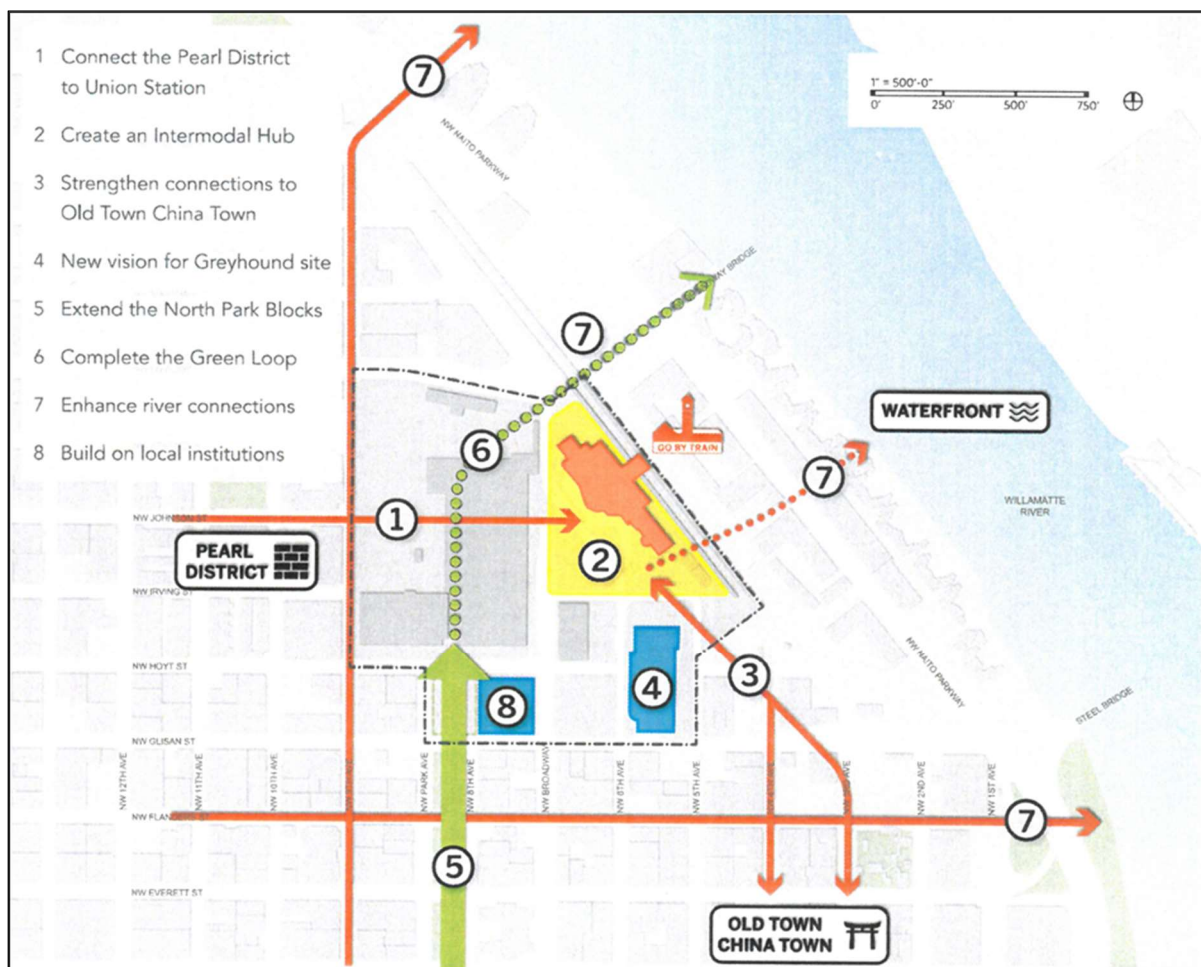 1 Connect the Pearl District
to Union Station
2 Create an Intermodal Hub
3 Strengthen connections to
Old Town China Town
4 New vision for Greyhound site
5 Extend the North Park Blocks
6 Complete the Green Loop
7 Enhance river connections
8 Build on local institutions
1" = 500'-0"
0' 250' 500' 750'
7
NW NAITO PARKWAY
AY BRIDGE
7
WATERFRONT
GO BY TRAIN
6
7
WILLAMATTE
RIVER
NW JOHNSON ST
1
PEARL
DISTRICT
2
NW IRVING ST
NW HOYT ST
3
4
8
NW NAITO PARKWAY
STEEL BRIDGE
NW GLISAN ST
NW 12TH AVE
NW 11TH AVE
NW 10TH AVE
NW PARK AVE
NW 8TH AVE
NW BROADWAY
NW 6TH AVE
NW 5TH AVE
NW 2ND AVE
NW 1ST AVE
NW FLANDERS ST
7
5
NW EVERETT ST
OLD TOWN
CHINA TOWN